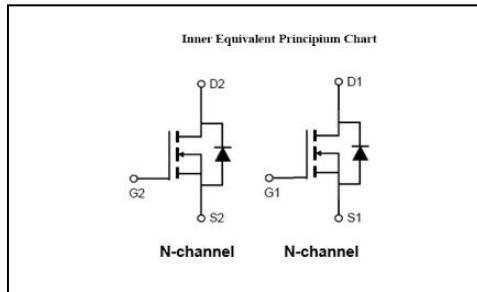 Inner Equivalent Principium Chart
D2 D1
G2 G1
S2 S1
N-channel N-channel